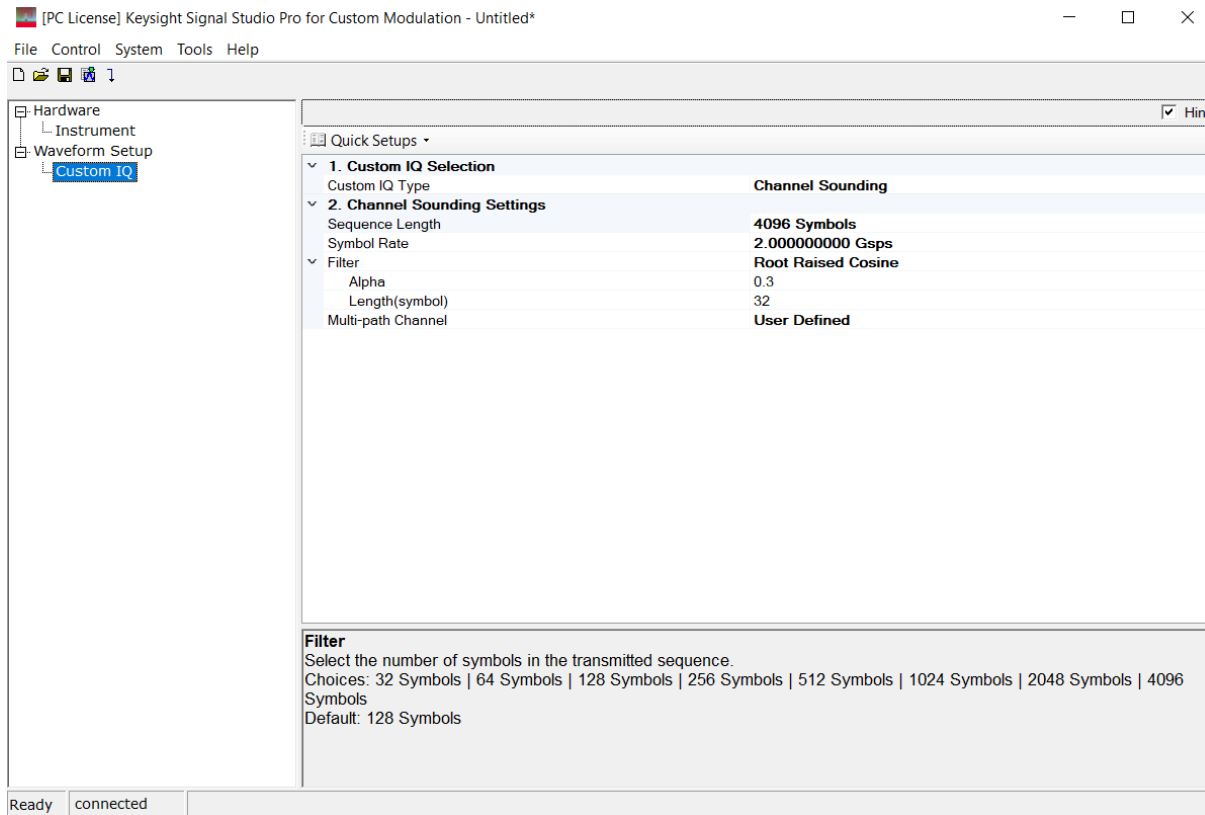 [PC License] Keysight Signal Studio Pro for Custom Modulation - Untitled*
File Control System Tools Help
Hardware
Instrument
Waveform Setup
Custom IQ
Hin
Quick Setups
1. Custom IQ Selection
Custom IQ Type Channel Sounding
2. Channel Sounding Settings
Sequence Length 4096 Symbols
Symbol Rate 2.000000000 Gsps
Filter Root Raised Cosine
Alpha 0.3
Length(symbol) 32
Multi-path Channel User Defined
Filter
Select the number of symbols in the transmitted sequence.
Choices: 32 Symbols | 64 Symbols | 128 Symbols | 256 Symbols | 512 Symbols | 1024 Symbols | 2048 Symbols | 4096
Symbols
Default: 128 Symbols
Ready connected